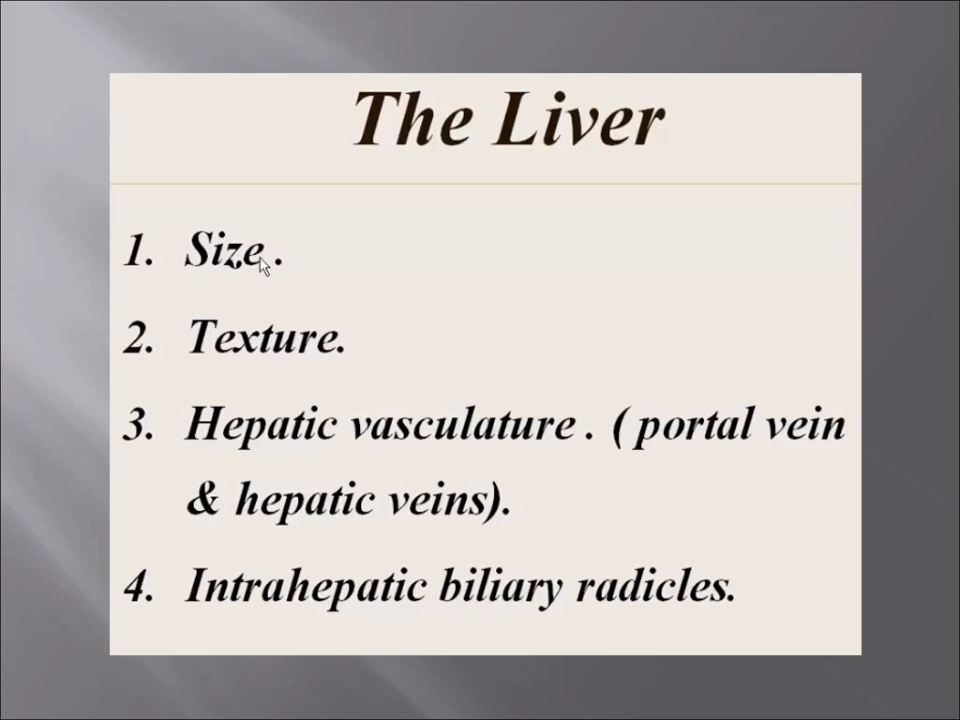 The Liver
1. Size .
2. Texture.
3. Hepatic vasculature . ( portal vein
& hepatic veins).
4. Intrahepatic biliary radicles.